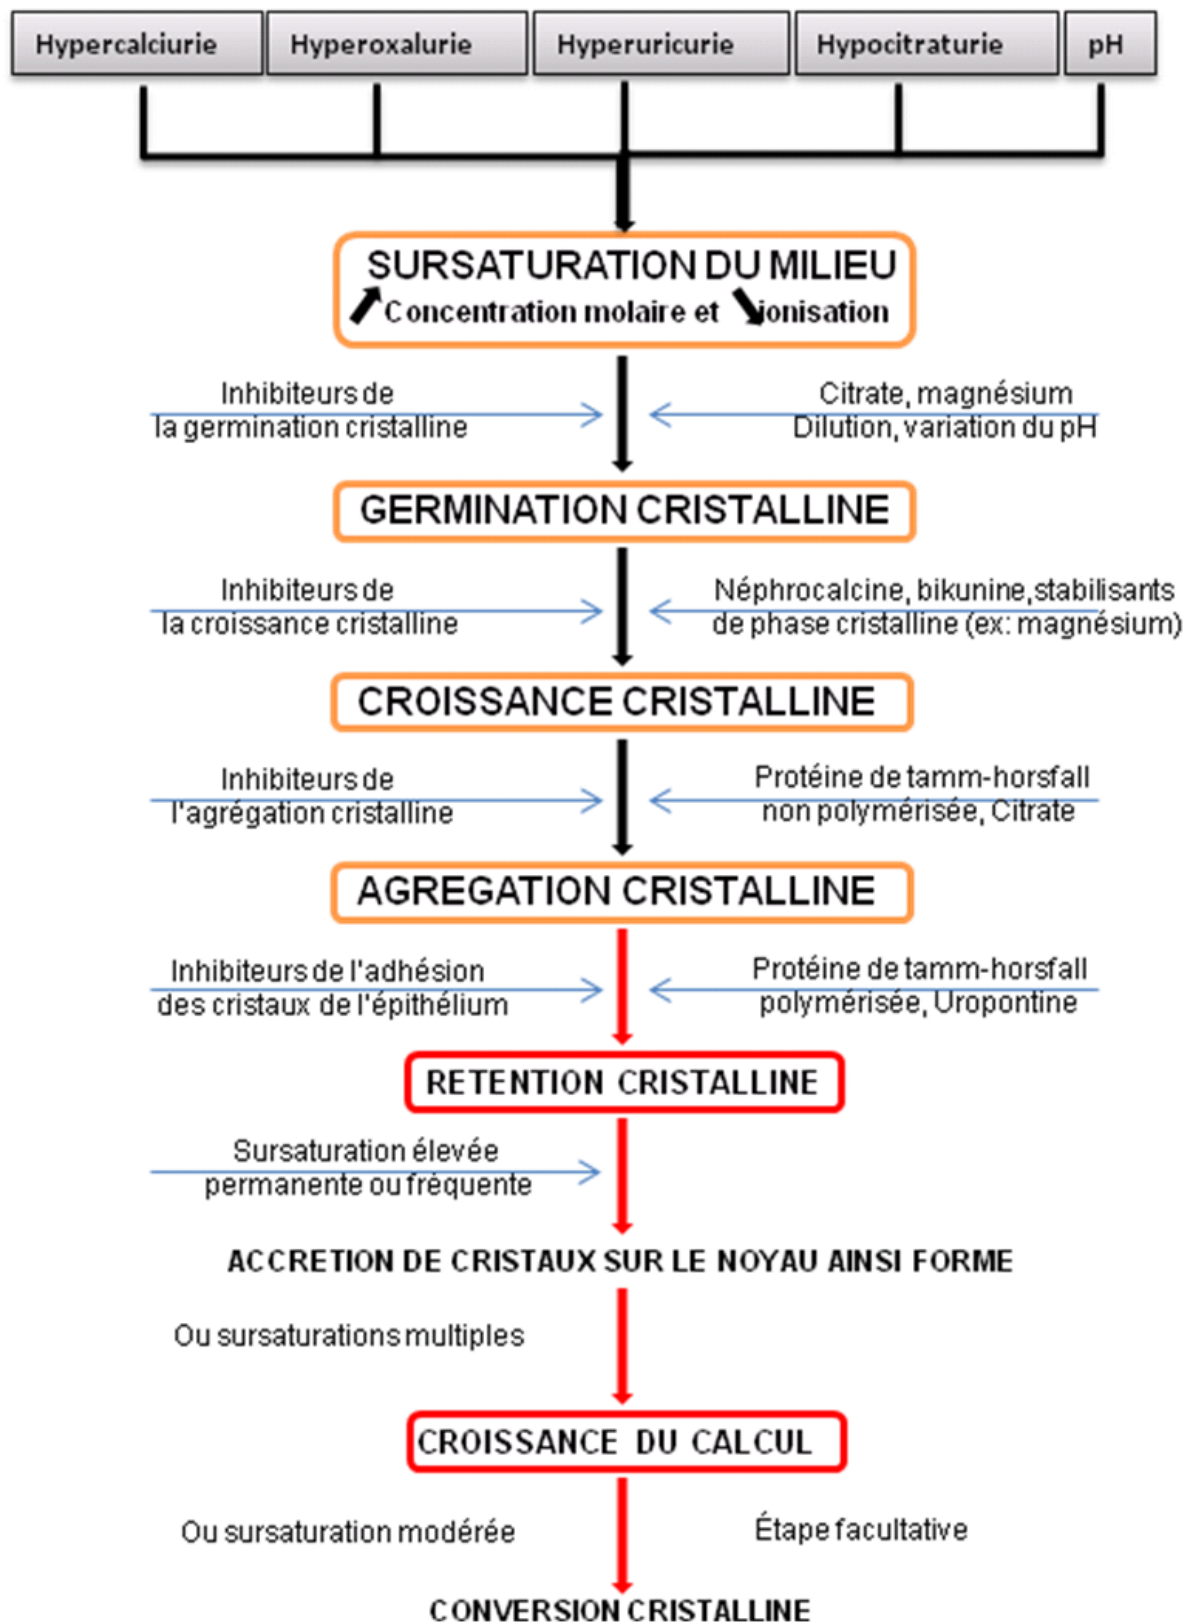 Hypercalciurie Hyperoxalurie Hyperuricurie Hypocitraturie pH
SURSATURATION DU MILIEU
Concentration molaire et ionisation
Inhibiteurs de
la germination cristalline
Citrate, magnésium
Dilution, variation du pH
GERMINATION CRISTALLINE
Inhibiteurs de
la croissance cristalline
Néphrocalcine, bikunine,stabilisants
de phase cristalline (ex: magnésium)
CROISSANCE CRISTALLINE
Inhibiteurs de
l'agrégation cristalline
Protéine de tamm-horsfall
non polymérisée, Citrate
AGREGATION CRISTALLINE
Inhibiteurs de l'adhésion
des cristaux de l'épithélium
Protéine de tamm-horsfall
polymérisée, Uropontine
RETENTION CRISTALLINE
Sursaturation élevée
permanente ou fréquente
ACCRETION DE CRISTAUX SUR LE NOYAU AINSI FORME
Ou sursaturations multiples
CROISSANCE DU CALCUL
Ou sursaturation modérée
Étape facultative
CONVERSION CRISTALLINE